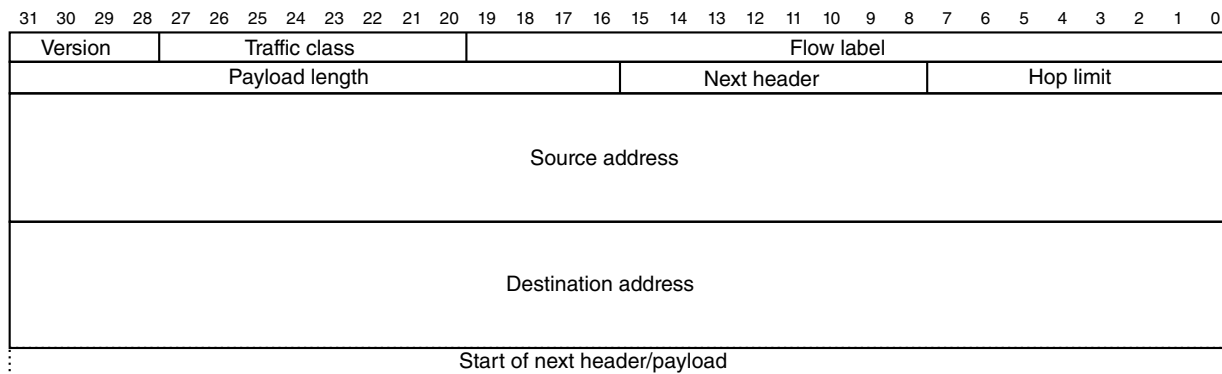 31 30 29 28 27 26 25 24 23 22 21 20 19 18 17 16 15 14 13 12 11 10 9 8 7 6 5 4 3 2 1 0
Version Traffic class Flow label
Payload length Next header Hop limit
Source address
Destination address
Start of next header/payload